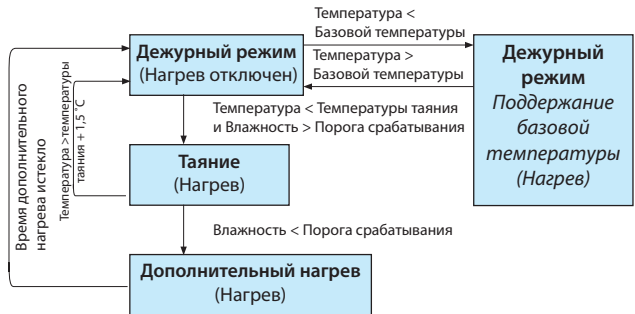 Температура <
Базовой температуры
Дежурный режим
(Нагрев отключен)
Температура >
Базовой температуры
Дежурный
режим
Поддержание
базовой
температуры
(Нагрев)
Температура < Температуры таяния
и Влажность > Порога срабатывания
Время дополнительного
нагрева истекло
Температура >температуры
таяния + 1,5 ˚С
Таяние
(Нагрев)
Влажность < Порога срабатывания
Дополнительный нагрев
(Нагрев)